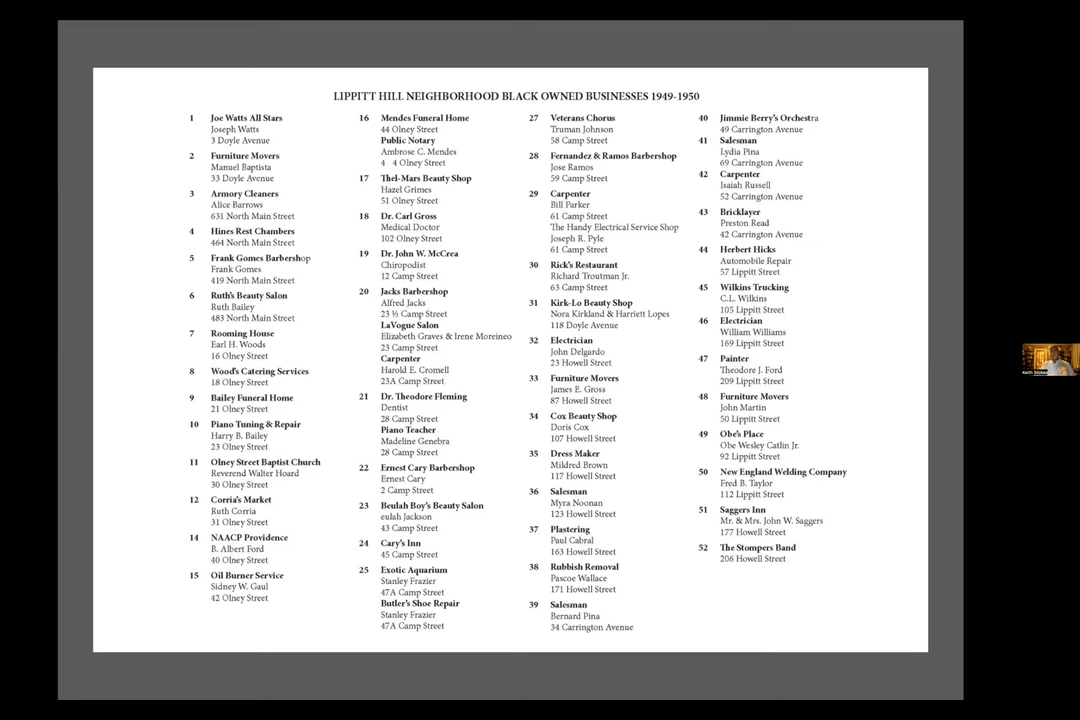 LIPPITT HILL NEIGHBORHOOD BLACK OWNED BUSINESSES 1949-1950
1 Joe Watts All Stars
Joseph Watts
3 Doyle Avenue
2 Furniture Movers
Manuel Baptista
33 Doyle Avenue
3 Armory Cleaners
Alice Barrows
631 North Main Street
4 Hines Rest Chambers
464 North Main Street
5 Frank Gomes Barbershop
Frank Gomes
419 North Main Street
6 Ruth's Beauty Salon
Ruth Bailey
483 North Main Street
7 Rooming House
Earl H. Woods
16 Olney Street
8 Wood's Catering Services
18 Olney Street
9 Bailey Funeral Home
21 Olney Street
10 Piano Tuning & Repair
Harry B. Bailey
23 Olney Street
11 Olney Street Baptist Church
Reverend Walter Hoard
30 Olney Street
12 Corria's Market
Ruth Corria
31 Olney Street
14 NAACP Providence
B. Albert Ford
40 Olney Street
15 Oil Burner Service
Sidney W. Gaul
42 Olney Street
16 Mendes Funeral Home
44 Olney Street
Public Notary
Ambrose C. Mendes
4 4 Olney Street
17 Thel-Mars Beauty Shop
Hazel Grimes
51 Olney Street
18 Dr. Carl Gross
Medical Doctor
102 Olney Street
19 Dr. John W. McCrea
Chiropodist
12 Camp Street
20 Jacks Barbershop
Alfred Jacks
23 ½ Camp Street
LaVogue Salon
Elizabeth Graves & Irene Moreineo
23 Camp Street
Carpenter
Harold E. Cromell
23A Camp Street
21 Dr. Theodore Fleming
Dentist
28 Camp Street
Piano Teacher
Madeline Genebra
28 Camp Street
22 Ernest Cary Barbershop
Ernest Cary
2 Camp Street
23 Beulah Boy's Beauty Salon
eulah Jackson
43 Camp Street
24 Cary's Inn
45 Camp Street
25 Exotic Aquarium
Stanley Frazier
47A Camp Street
Butler's Shoe Repair
Stanley Frazier
47A Camp Street
27 Veterans Chorus
Truman Johnson
58 Camp Street
28 Fernandez & Ramos Barbershop
Jose Ramos
59 Camp Street
29 Carpenter
Bill Parker
61 Camp Street
The Handy Electrical Service Shop
Joseph R. Pyle
61 Camp Street
30 Rick's Restaurant
Richard Troutman Jr.
63 Camp Street
31 Kirk-Lo Beauty Shop
Nora Kirkland & Harriett Lopes
118 Doyle Avenue
32 Electrician
John Delgardo
23 Howell Street
33 Furniture Movers
James E. Gross
87 Howell Street
34 Cox Beauty Shop
Doris Cox
107 Howell Street
35 Dress Maker
Mildred Brown
117 Howell Street
36 Salesman
Myra Noonan
123 Howell Street
37 Plastering
Paul Cabral
163 Howell Street
38 Rubbish Removal
Pascoe Wallace
171 Howell Street
39 Salesman
Bernard Pina
34 Carrington Avenue
40 Jimmie Berry's Orchestra
49 Carrington Avenue
41 Salesman
Lydia Pina
69 Carrington Avenue
42 Carpenter
Isaiah Russell
52 Carrington Avenue
43 Bricklayer
Preston Read
42 Carrington Avenue
44 Herbert Hicks
Automobile Repair
57 Lippitt Street
45 Wilkins Trucking
C.L. Wilkins
105 Lippitt Street
46 Electrician
William Williams
169 Lippitt Street
47 Painter
Theodore J. Ford
209 Lippitt Street
48 Furniture Movers
John Martin
50 Lippitt Street
49 Obe's Place
Obe Wesley Catlin Jr.
92 Lippitt Street
50 New England Welding Company
Fred B. Taylor
112 Lippitt Street
51 Saggers Inn
Mr. & Mrs. John W. Saggers
177 Howell Street
52 The Stompers Band
206 Howell Street
Keith Stokes